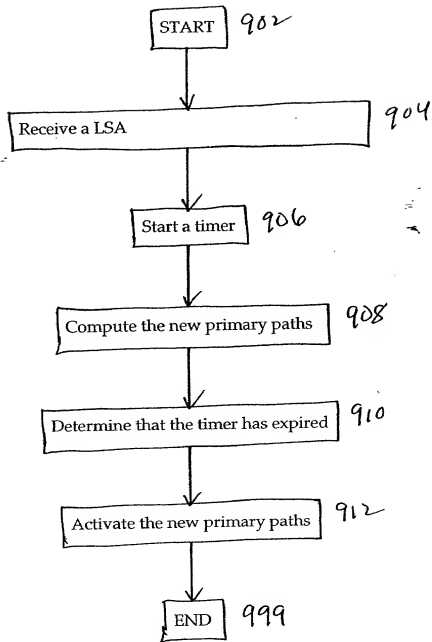 START 902
Receive a LSA 904
Start a timer 906
Compute the new primary paths 908
Determine that the timer has expired 910
Activate the new primary paths 912
END 999